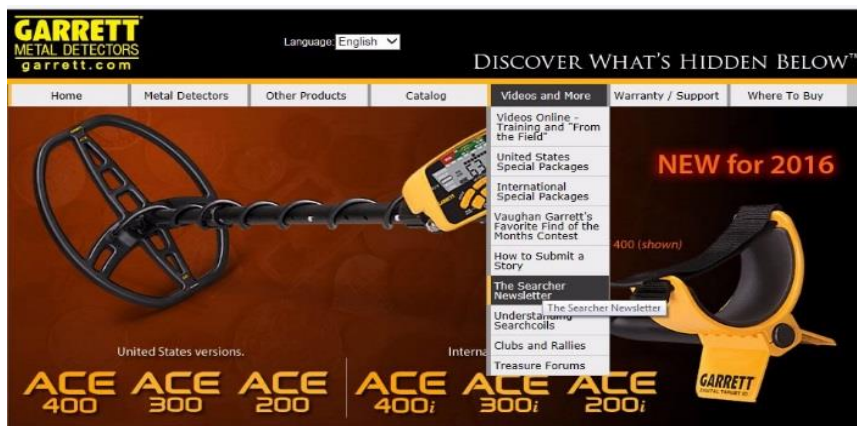 GARRETT
METAL DETECTORS
garrett.com
Language: English
DISCOVER WHAT'S HIDDEN BELOW™
Home
Metal Detectors
Other Products
Catalog
Videos and More
Warranty / Support
Where To Buy
Videos Online -
Training and "From
the Field"
United States
Special Packages
International
Special Packages
Vaughan Garrett's
Favorite Find of the
Months Contest
How to Submit a
Story
The Searcher
Newsletter
The Searcher Newsletter
Understanding
Searchcoils
Clubs and Rallies
Treasure Forums
NEW for 2016
400 (shown)
United States versions.
Interna
ACE 400
ACE 300
ACE 200
ACE 400i
ACE 300i
ACE 200i
GARRETT